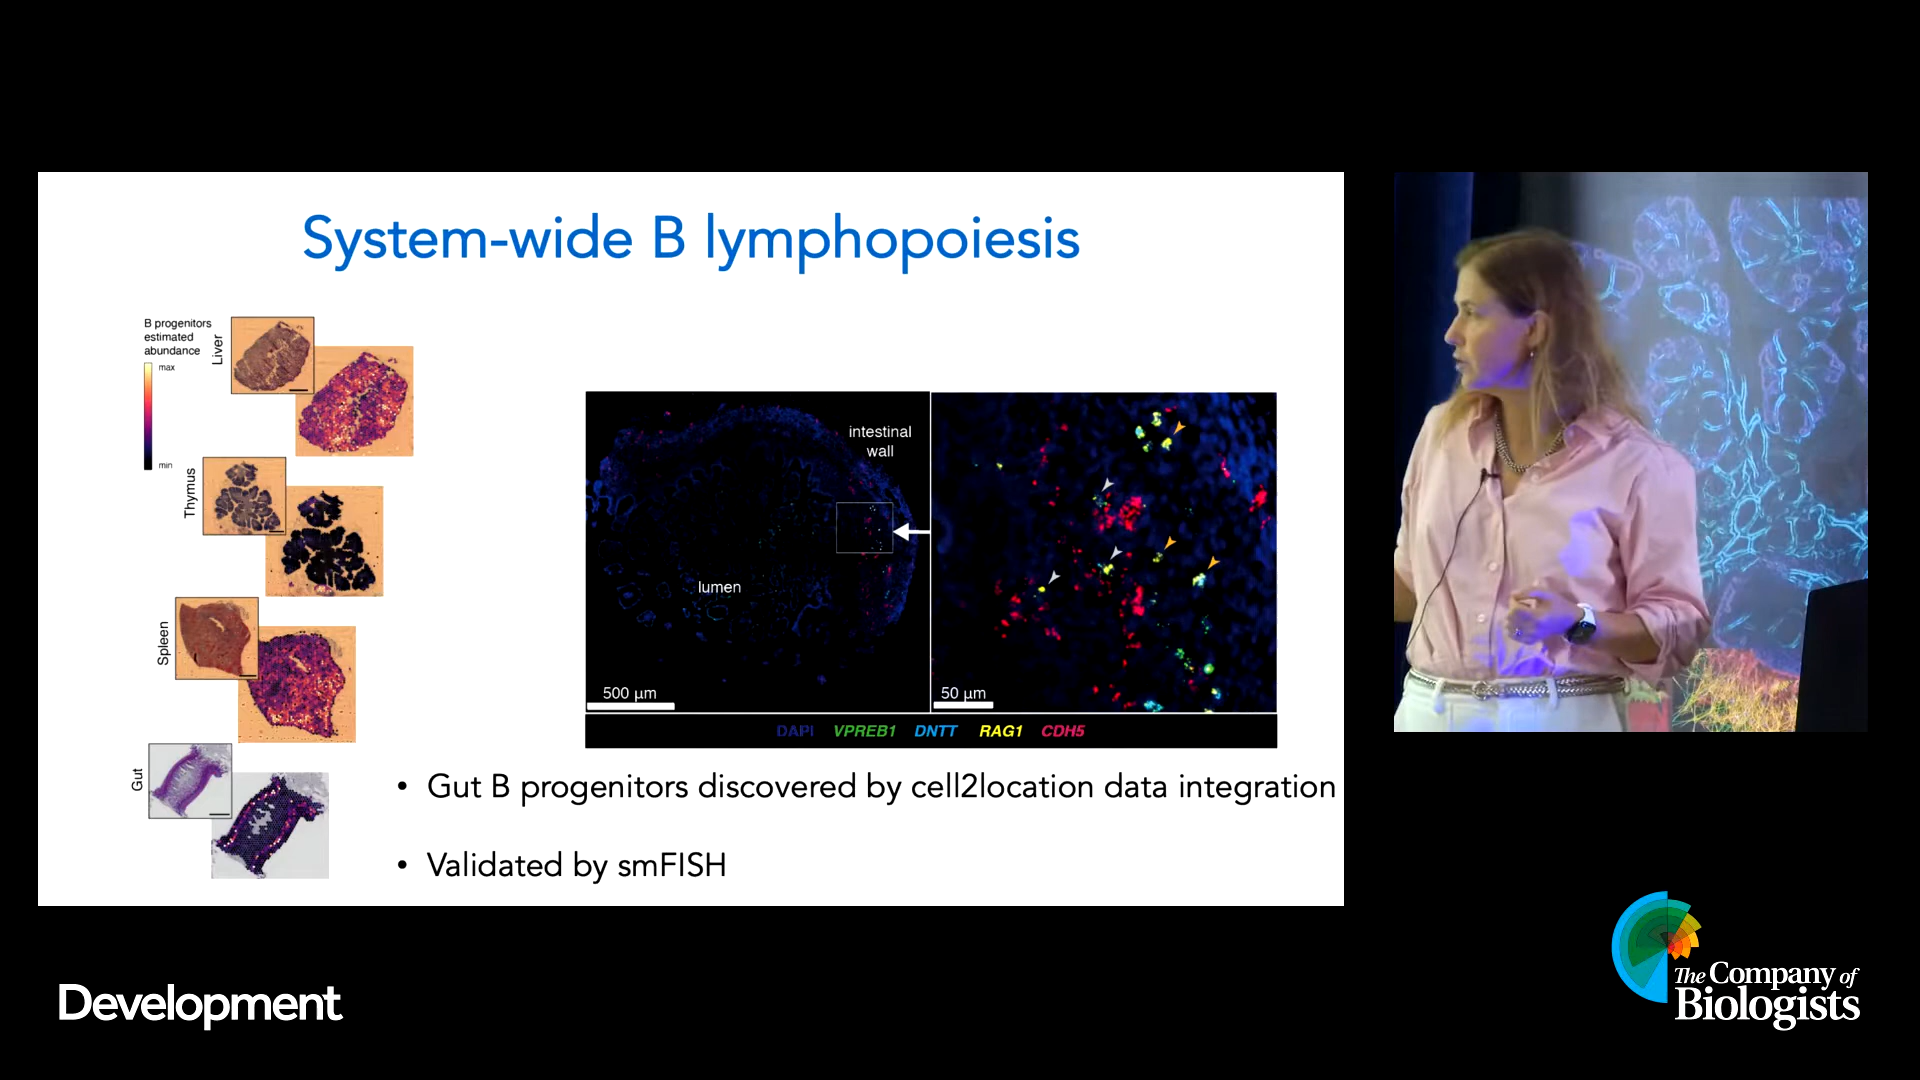 System-wide B lymphopoiesis
B progenitors
estimated
abundance
max
min
Liver
Thymus
Spleen
Gut
intestinal
wall
lumen
500 µm
50 µm
DAPI VPREB1 DNTT RAG1 CDH5
• Gut B progenitors discovered by cell2location data integration
• Validated by smFISH
Development
The Company of
Biologists